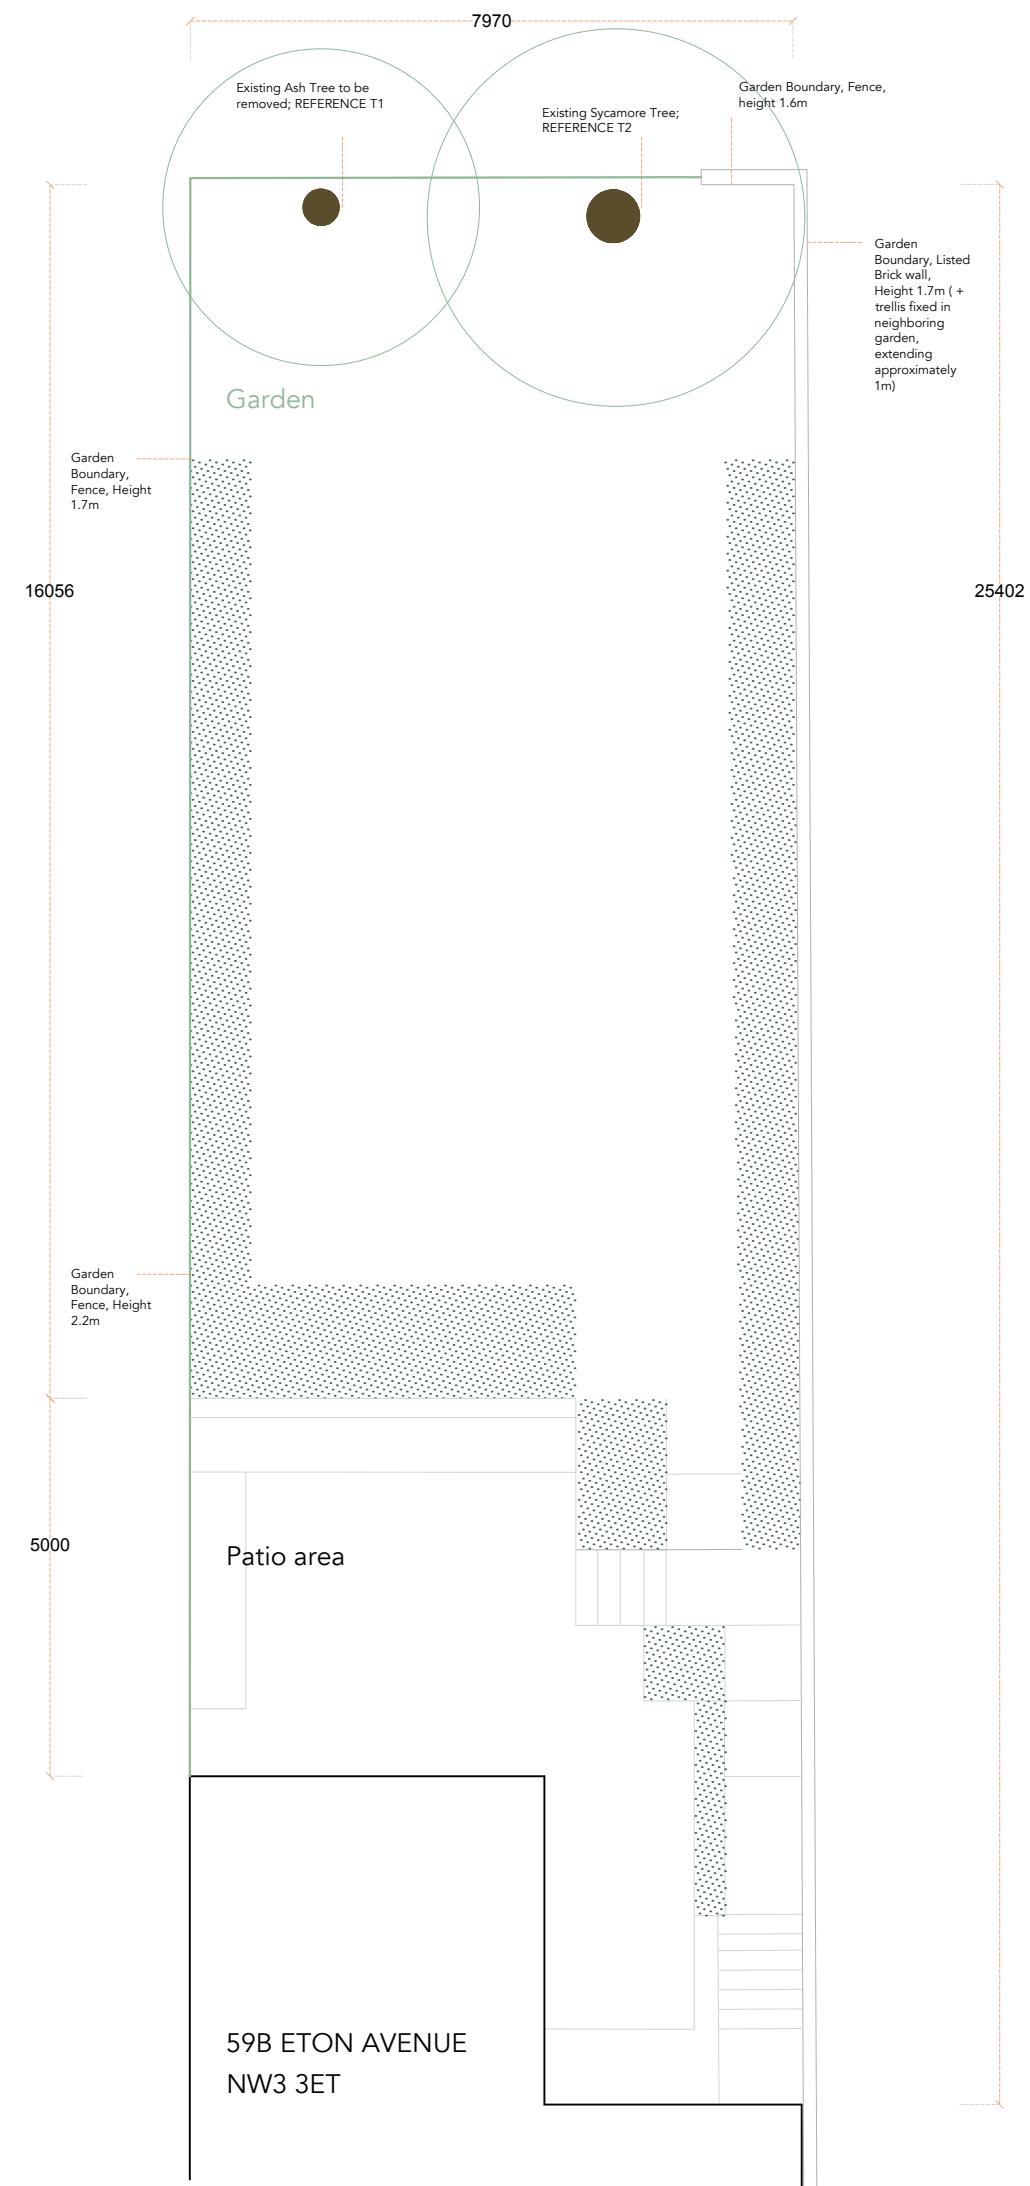 7970
Existing Ash Tree to be
removed; REFERENCE T1
Existing Sycamore Tree;
REFERENCE T2
Garden Boundary, Fence,
height 1.6m
Garden
Boundary, Listed
Brick wall,
Height 1.7m ( +
trellis fixed in
neighboring
garden,
extending
approximately
1m)
Garden
Garden
Boundary,
Fence, Height
1.7m
16056
25402
Garden
Boundary,
Fence, Height
2.2m
5000
Patio area
59B ETON AVENUE
NW3 3ET